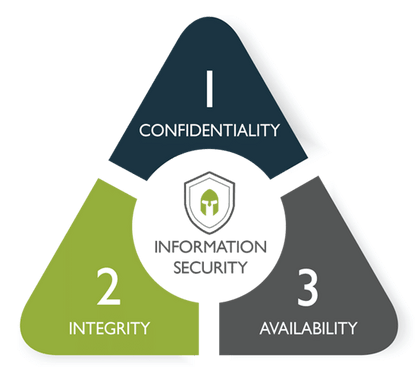 1
CONFIDENTIALITY
INFORMATION
SECURITY
2
INTEGRITY
3
AVAILABILITY